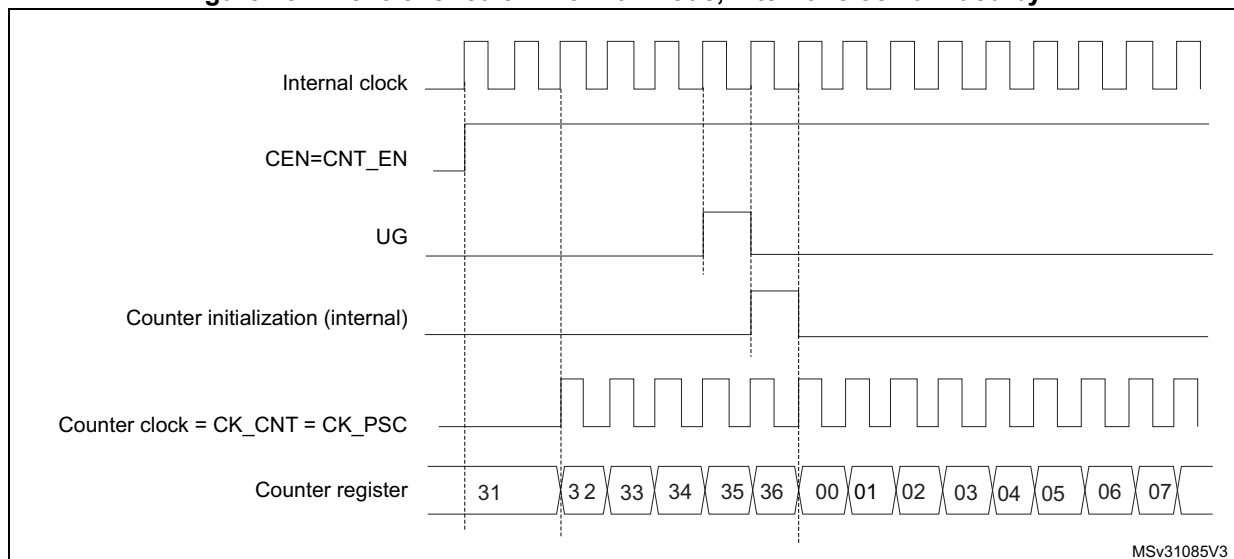 Internal clock
CEN=CNT_EN
UG
Counter initialization (internal)
Counter clock = CK_CNT = CK_PSC
Counter register
31 32 33 34 35 36 00 01 02 03 04 05 06 07
MSv31085V3